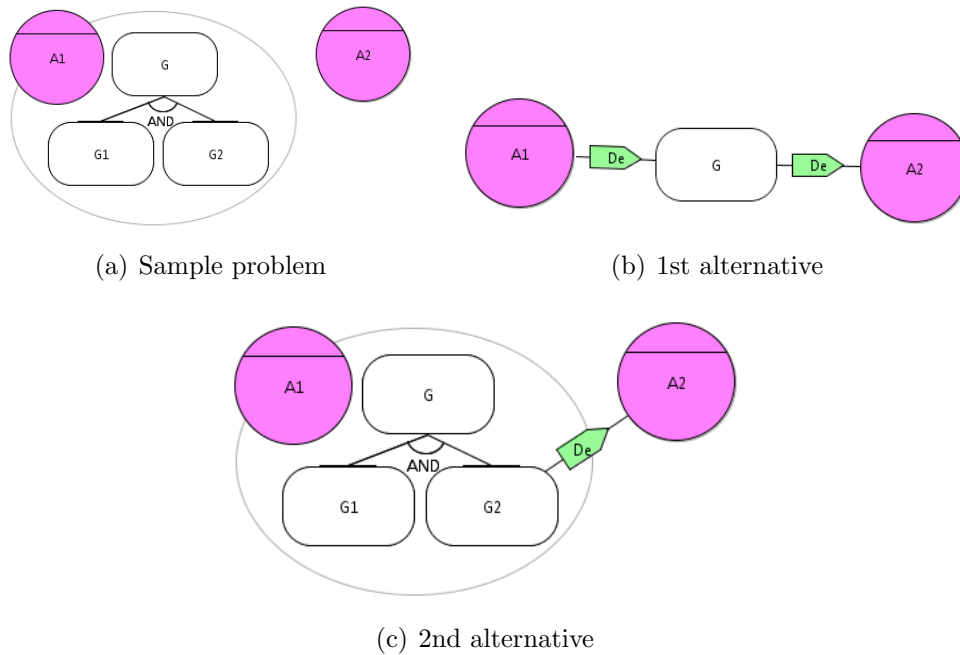 A1
G
A2
AND
G1
G2
A1
De
G
De
A2
(a) Sample problem
(b) 1st alternative
A1
G
A2
De
AND
G1
G2
(c) 2nd alternative